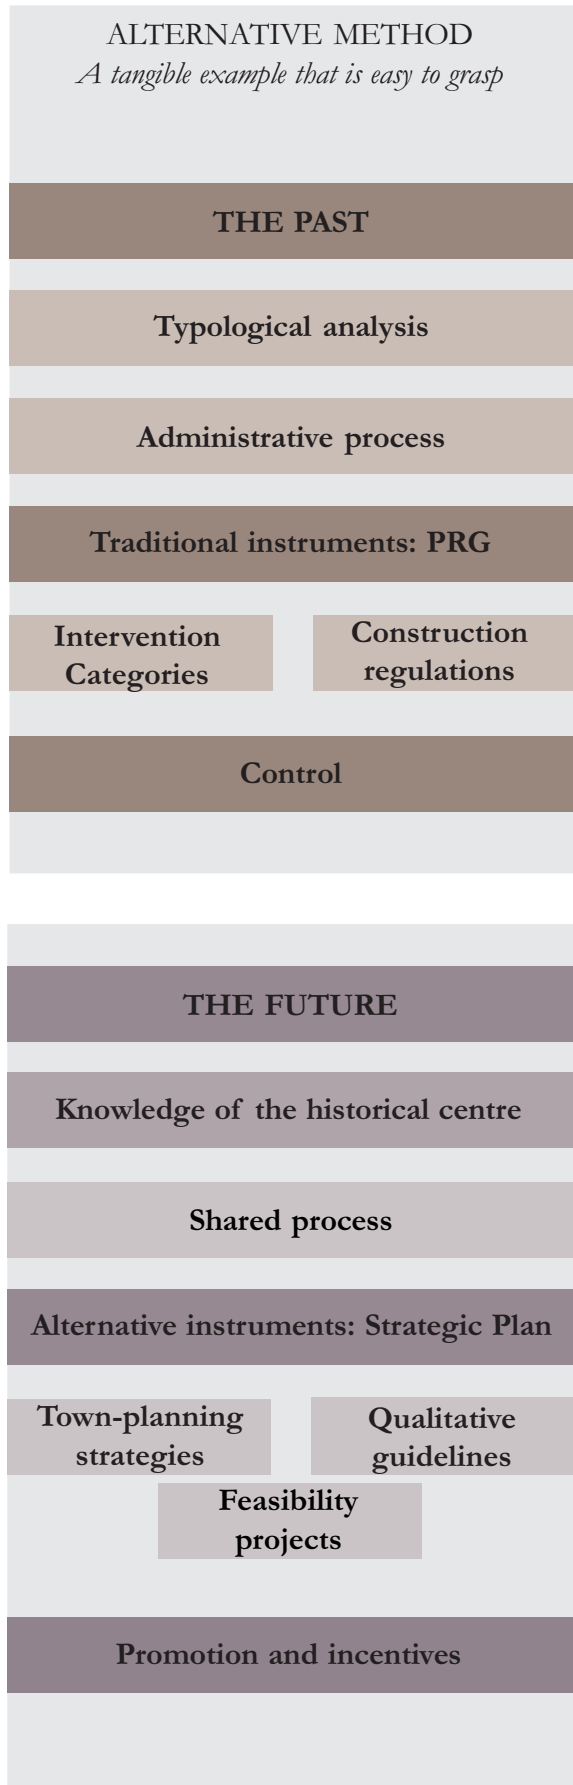 ALTERNATIVE METHOD
A tangible example that is easy to grasp
THE PAST
Typological analysis
Administrative process
Traditional instruments: PRG
Intervention
Categories
Construction
regulations
Control
THE FUTURE
Knowledge of the historical centre
Shared process
Alternative instruments: Strategic Plan
Town-planning
strategies
Qualitative
guidelines
Feasibility
projects
Promotion and incentives